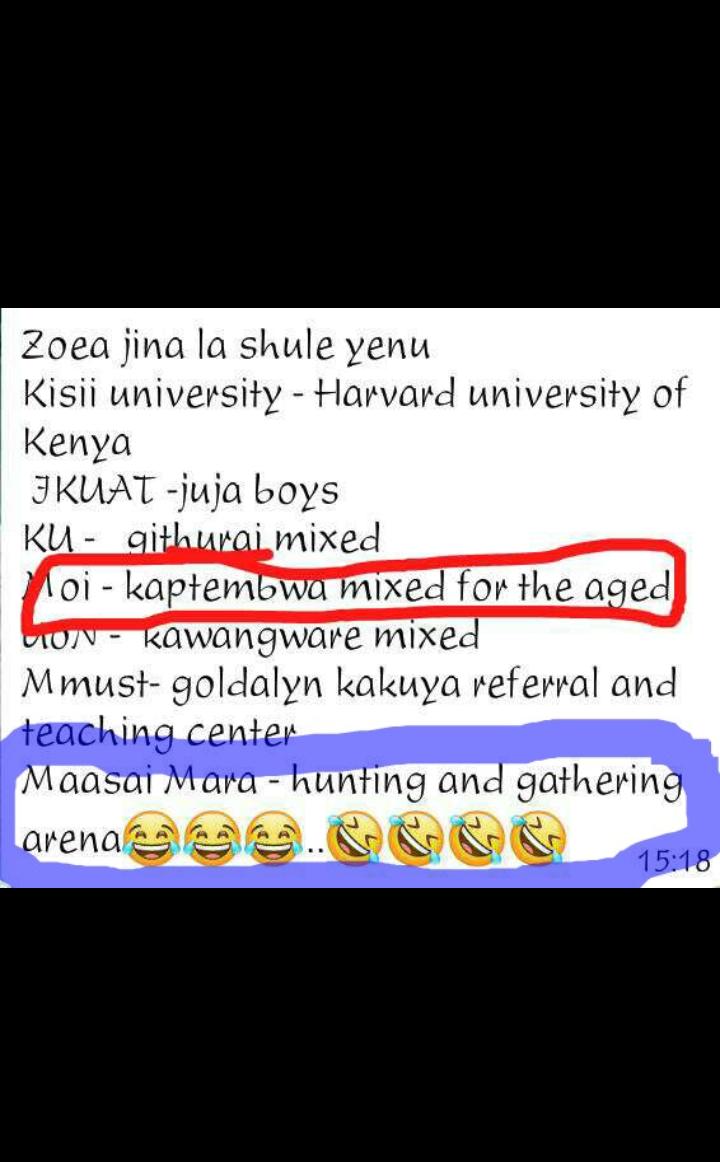 Zoea jina la shule yenu
Kisii university - Harvard university of
Kenya
JKUAT -juja boys
KU - githurai mixed
Moi - kaptembwa mixed for the aged
UON - kawangware mixed
Mmust- goldalyn kakuya referral and
teaching center
Maasai Mara - hunting and gathering
arena😂😂😂..🤣🤣🤣🤣
15:18